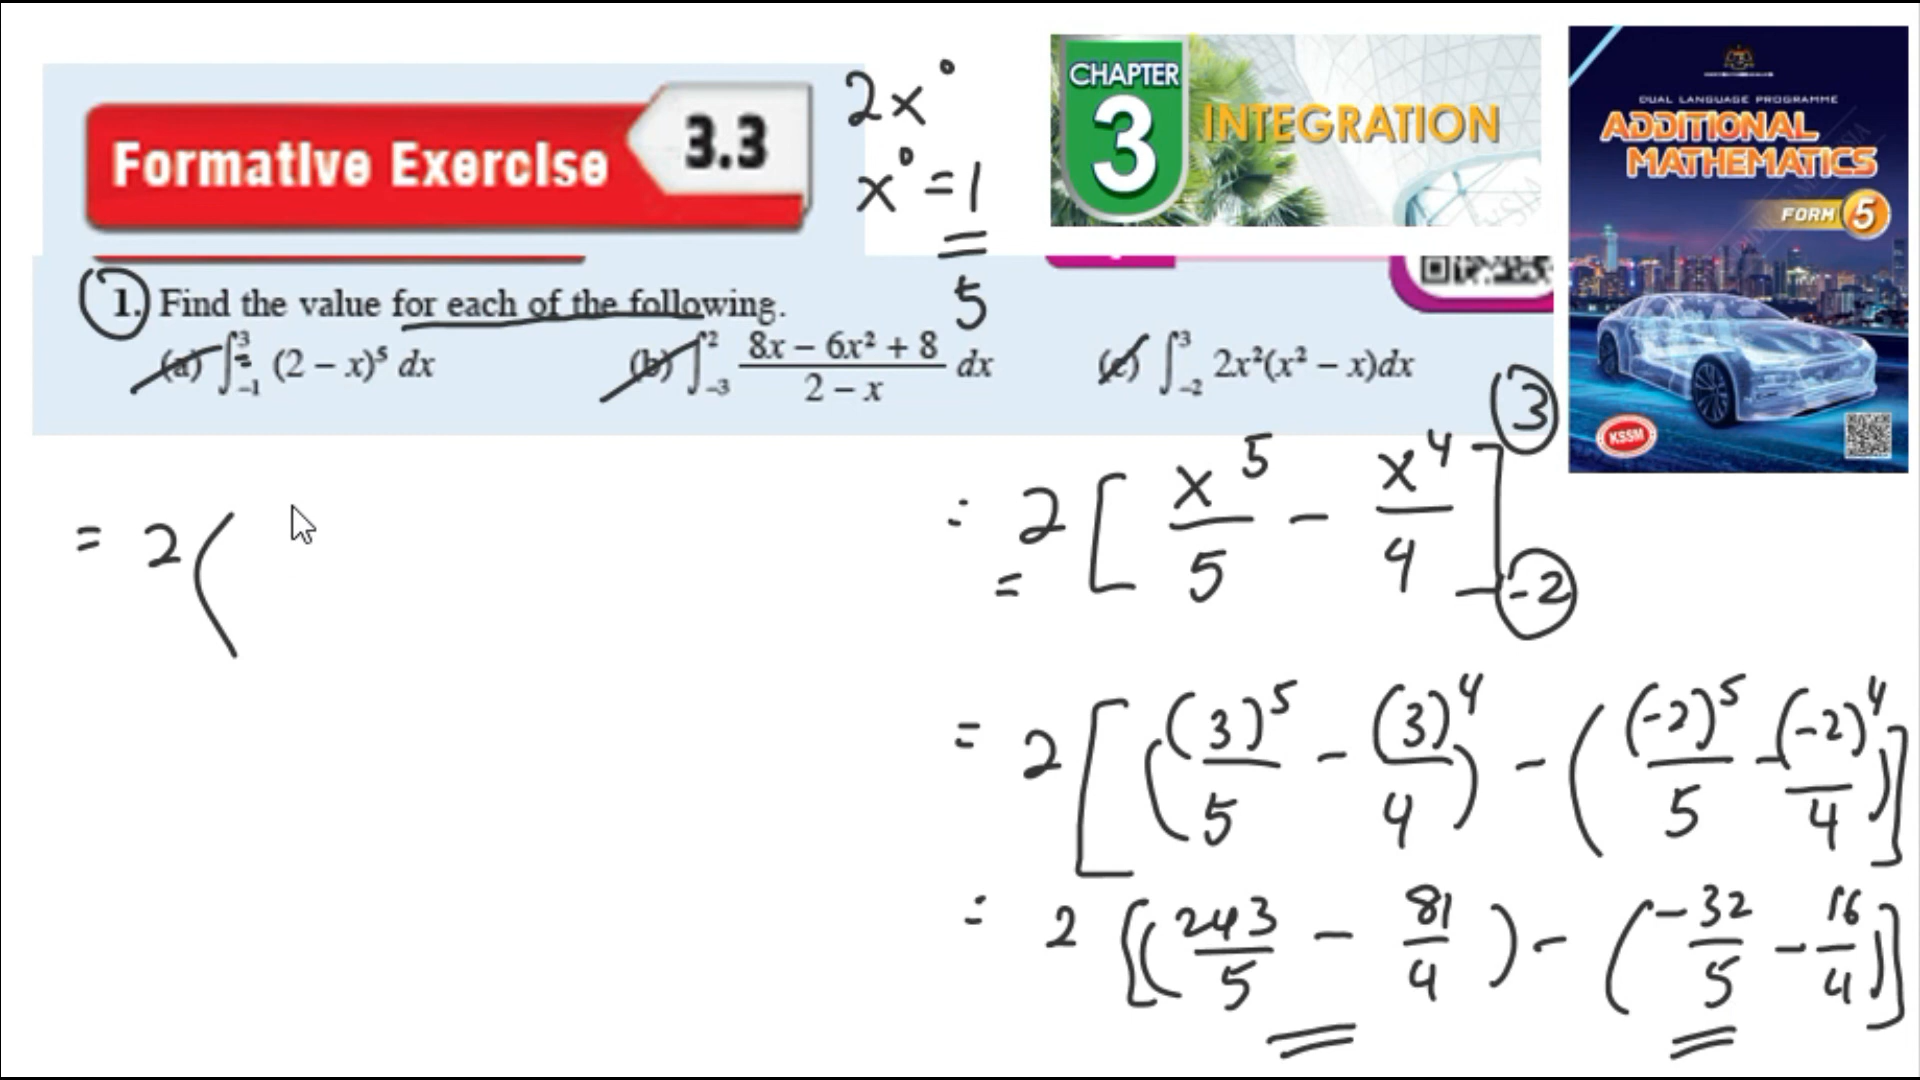 Formative Exercise 3.3
2x⁰
x⁰ = 1
5
CHAPTER 3 INTEGRATION
DUAL LANGUAGE PROGRAMME
ADDITIONAL
MATHEMATICS
FORM 5
KSSM
1. Find the value for each of the following.
(a) ∫₋₁³ (2 – x)⁵ dx
(b) ∫₋₃² (8x – 6x² + 8)/(2 – x) dx
(c) ∫₋₂³ 2x²(x² – x)dx
= 2 [ x⁵/5 - x⁴/4 ]₋₂³
=
= 2 [ ((3)⁵/5 - (3)⁴/4) - ((-2)⁵/5 - (-2)⁴/4) ]
= 2 [ (243/5 - 81/4) - (-32/5 - 16/4) ]
= 2 (